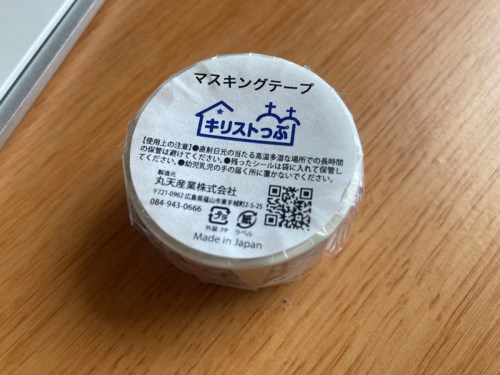 マスキングテープ
キリストつぶ
【使用上の注意】●直射日光の当たる高温多湿な場所での長時間
の保管は避けてください。●残ったシールは袋に入れて保管し
てください。●幼児乳児の手の届く所に置かないでください。
製造元
丸天産業株式会社
〒721-0962 広島県福山市東手城町2-5-25
084-943-0666
プラ
紙
外装:PP ラベル
Made in Japan